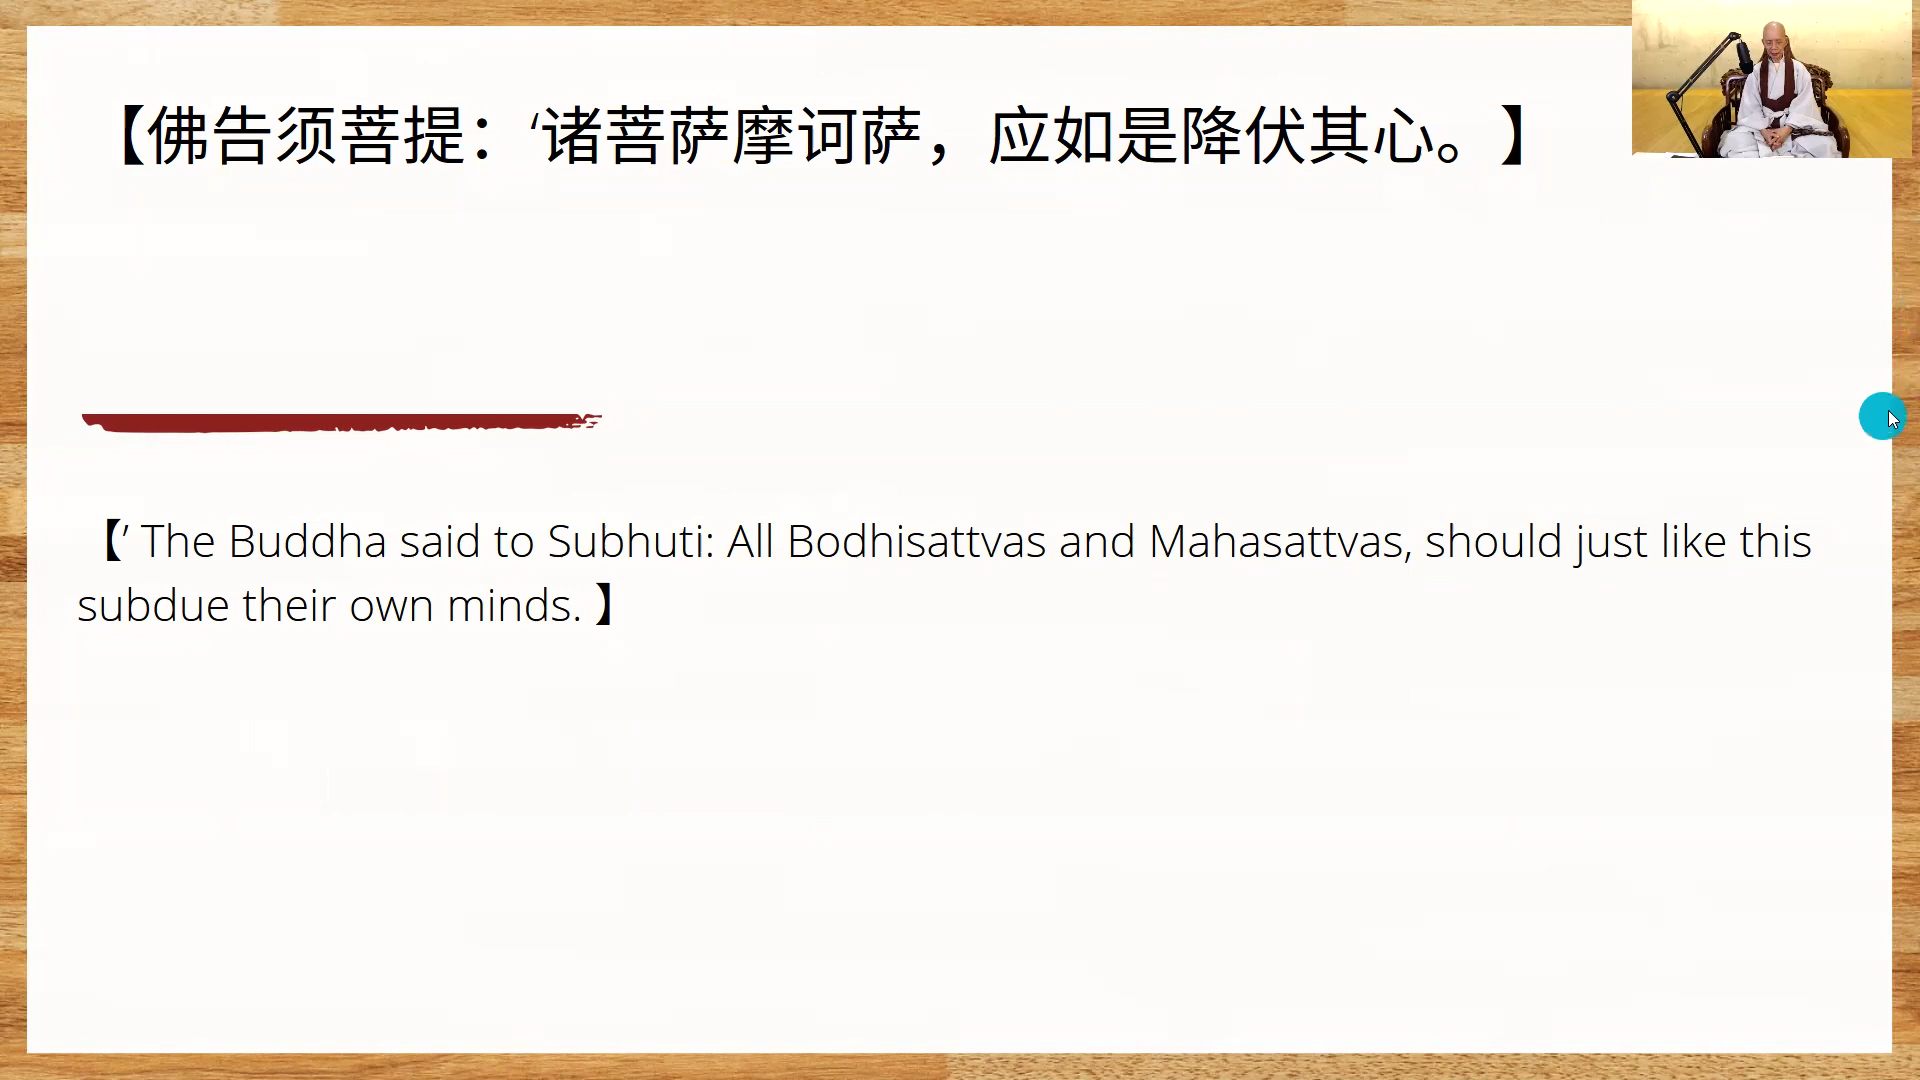 【佛告须菩提：‘诸菩萨摩诃萨，应如是降伏其心。】
【’ The Buddha said to Subhuti: All Bodhisattvas and Mahasattvas, should just like this
subdue their own minds. 】